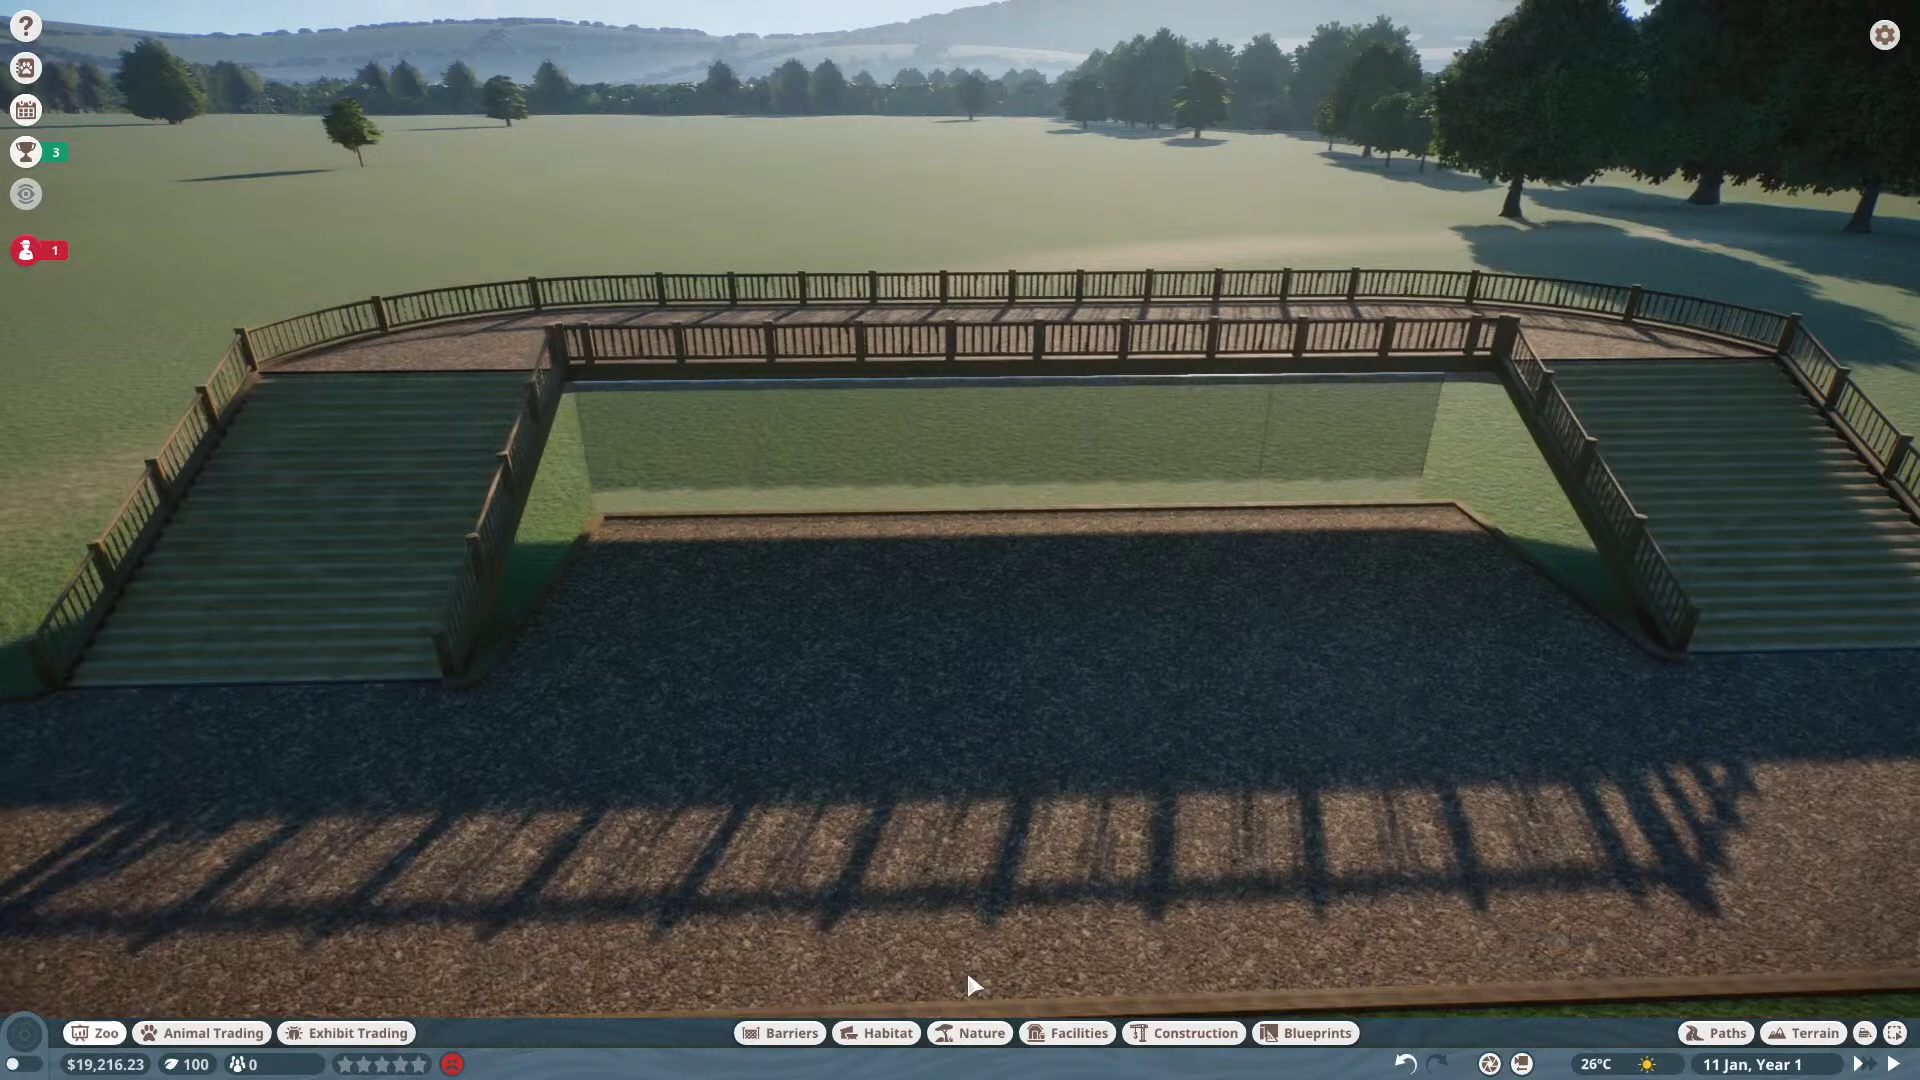 ?
3
1
Zoo Animal Trading Exhibit Trading Barriers Habitat Nature Facilities Construction Blueprints Paths Terrain
$19,216.23 100 0 26°C 11 Jan, Year 1